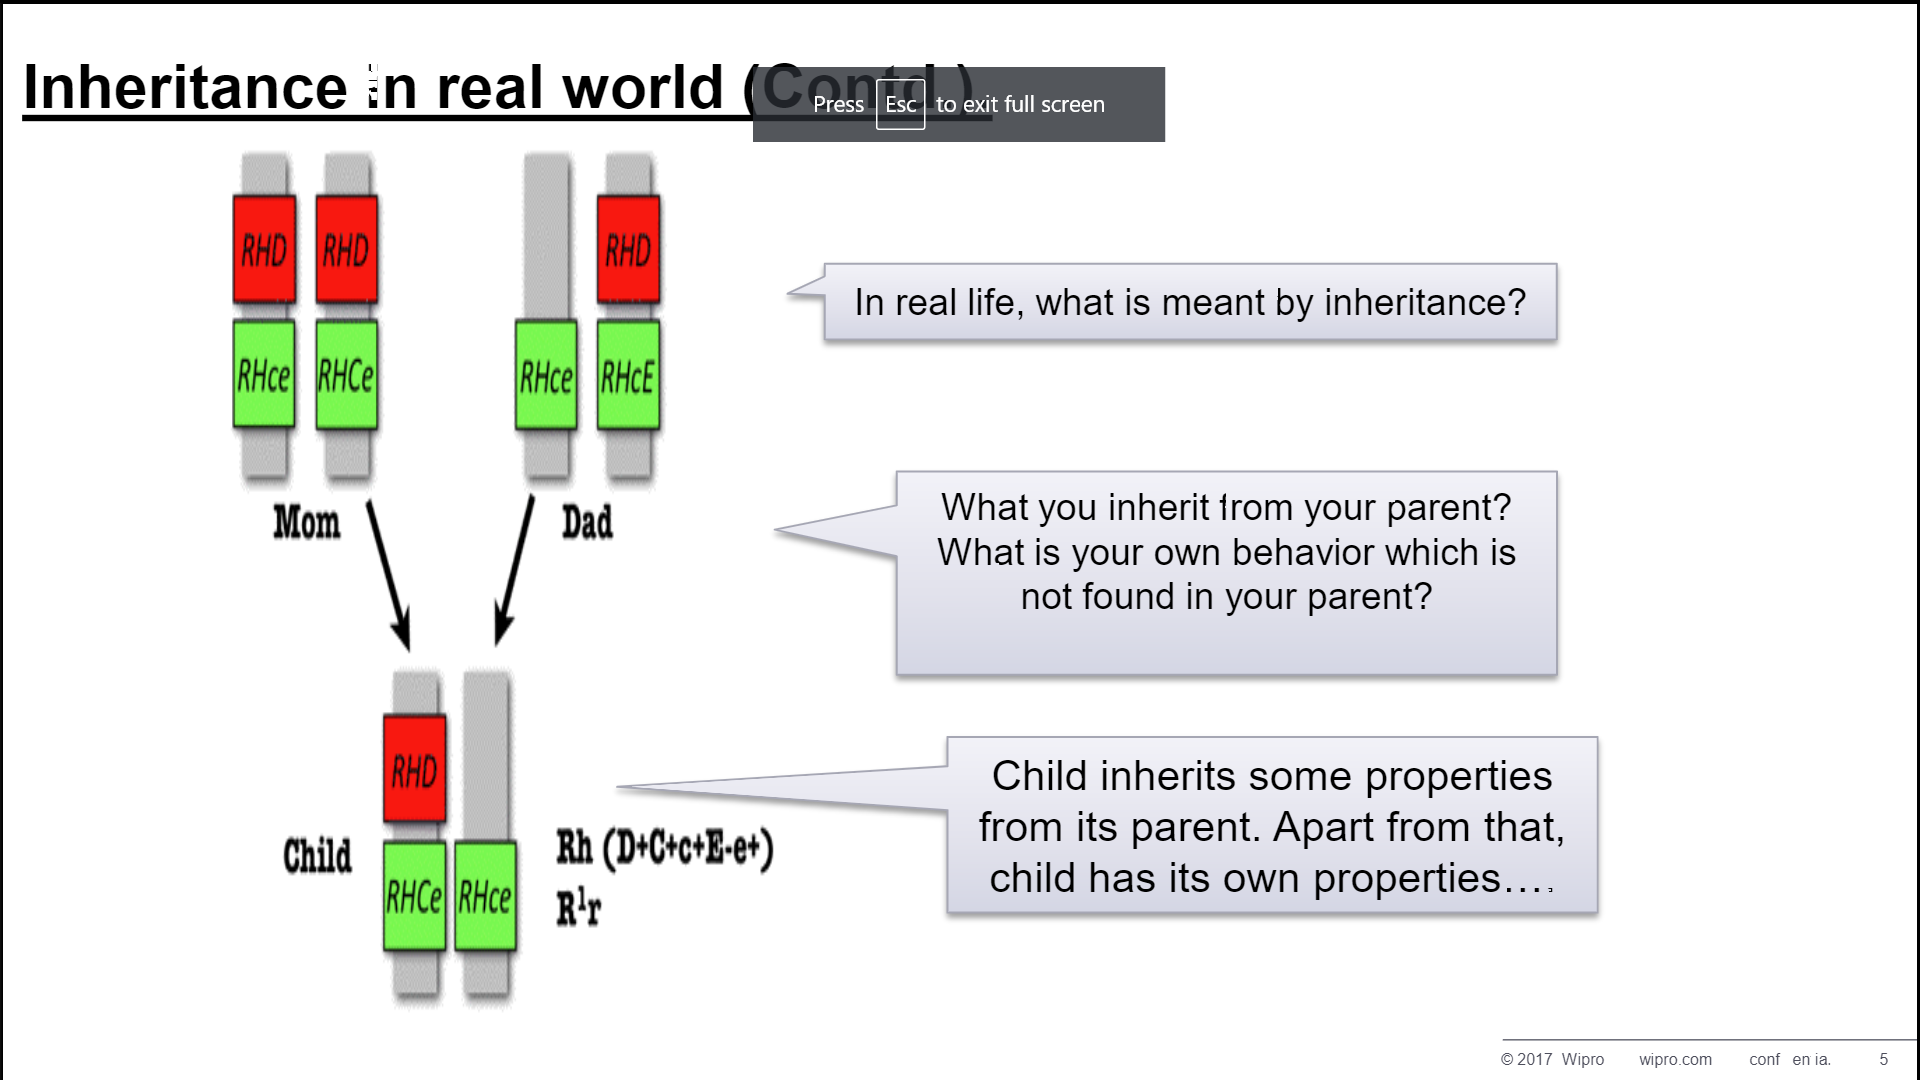 Inheritance in real world (Contd.)
Press Esc to exit full screen
RHD RHD RHD
RHce RHCe RHce RHcE
Mom Dad
In real life, what is meant by inheritance?
What you inherit from your parent?
What is your own behavior which is
not found in your parent?
RHD
Child
RHCe RHce
Rh (D+C+c+E-e+)
R¹r
Child inherits some properties
from its parent. Apart from that,
child has its own properties….
© 2017 Wipro wipro.com 5